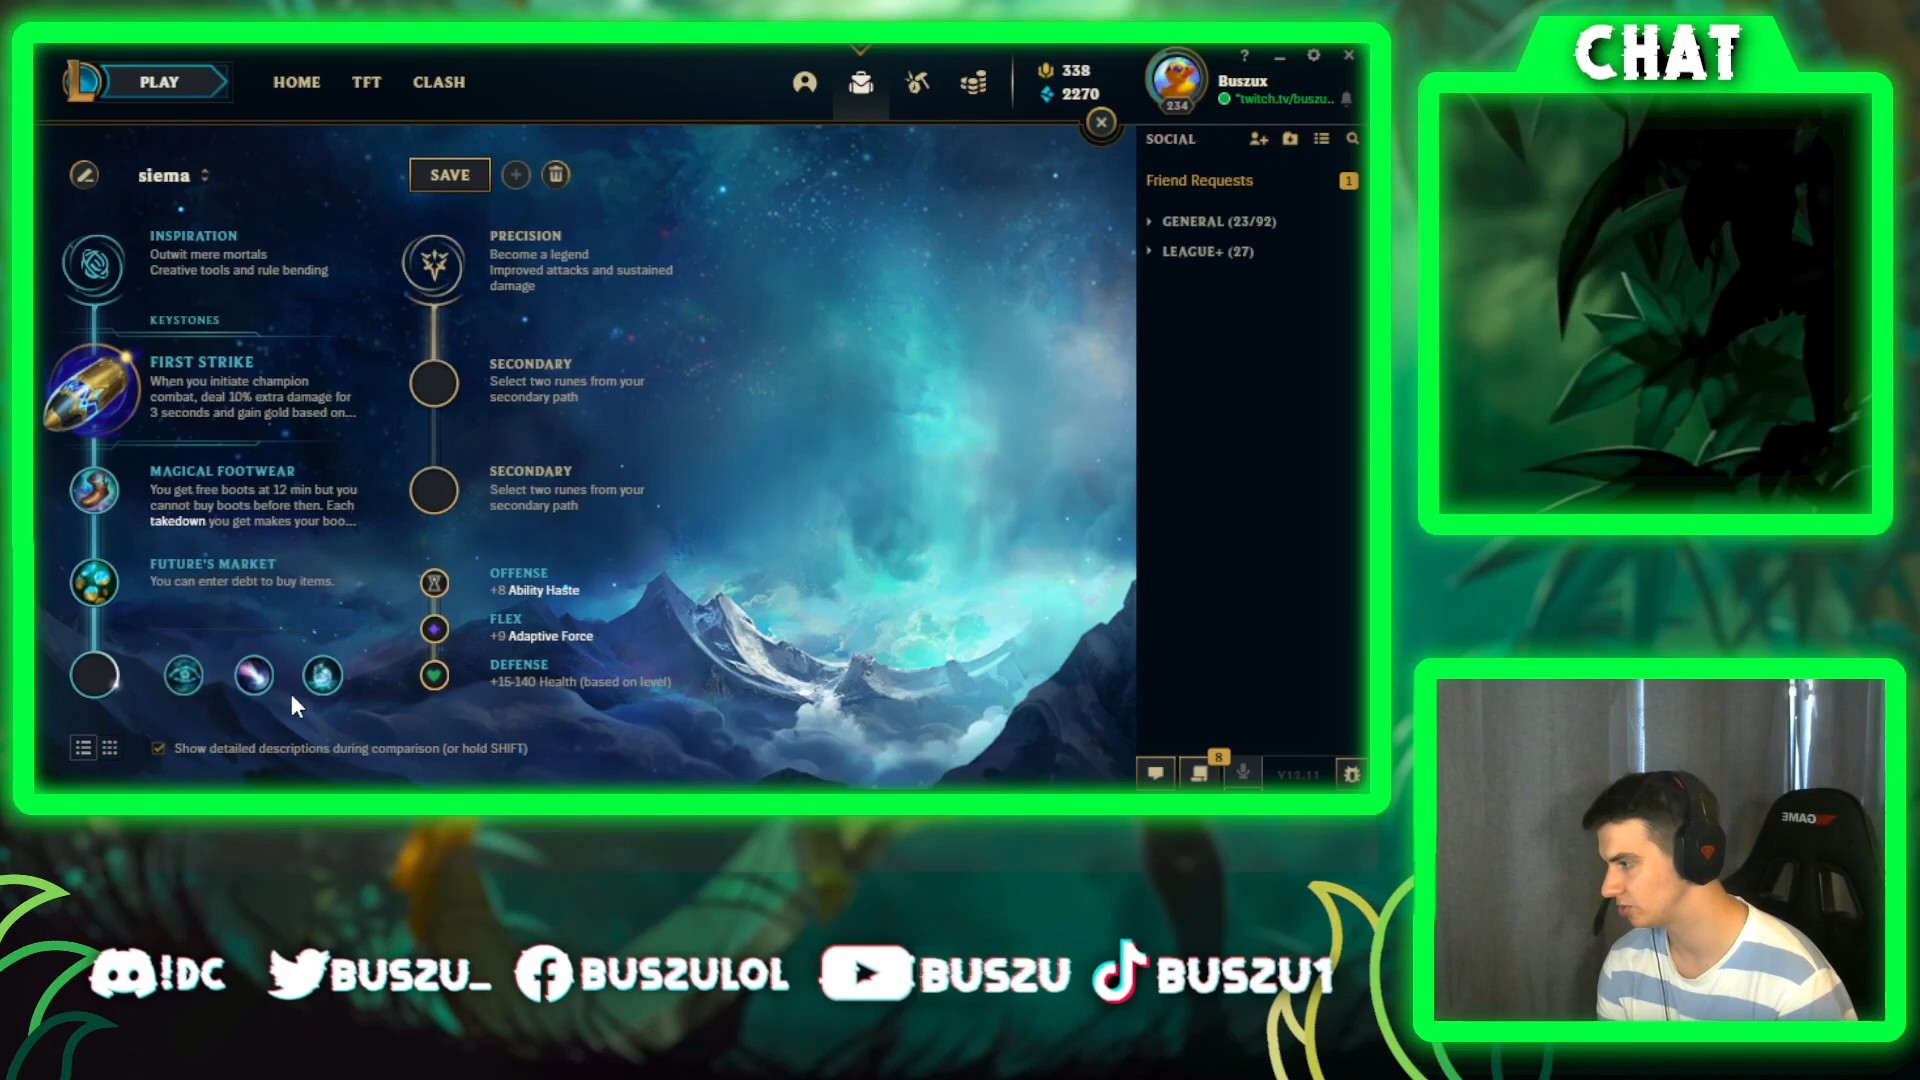 PLAY
HOME
TFT
CLASH
338
2270
234
Buszux
"twitch.tv/buszu..
?
SOCIAL
Friend Requests
1
GENERAL (23/92)
LEAGUE+ (27)
siema
SAVE
INSPIRATION
Outwit mere mortals
Creative tools and rule bending
KEYSTONES
FIRST STRIKE
When you initiate champion
combat, deal 10% extra damage for
3 seconds and gain gold based on...
MAGICAL FOOTWEAR
You get free boots at 12 min but you
cannot buy boots before then. Each
takedown you get makes your boo...
FUTURE'S MARKET
You can enter debt to buy items.
PRECISION
Become a legend
Improved attacks and sustained
damage
SECONDARY
Select two runes from your
secondary path
SECONDARY
Select two runes from your
secondary path
OFFENSE
+8 Ability Haste
FLEX
+9 Adaptive Force
DEFENSE
+15-140 Health (based on level)
Show detailed descriptions during comparison (or hold SHIFT)
8
V12.11
CHAT
GAME
!DC
BUSZU_
BUSZULOL
BUSZU
BUSZU1